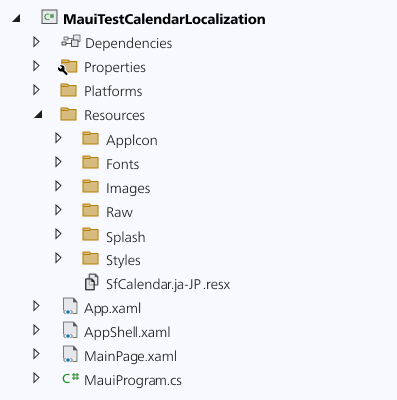 MauiTestCalendarLocalization
Dependencies
Properties
Platforms
Resources
AppIcon
Fonts
Images
Raw
Splash
Styles
SfCalendar.ja-JP.resx
App.xaml
AppShell.xaml
MainPage.xaml
C# MauiProgram.cs